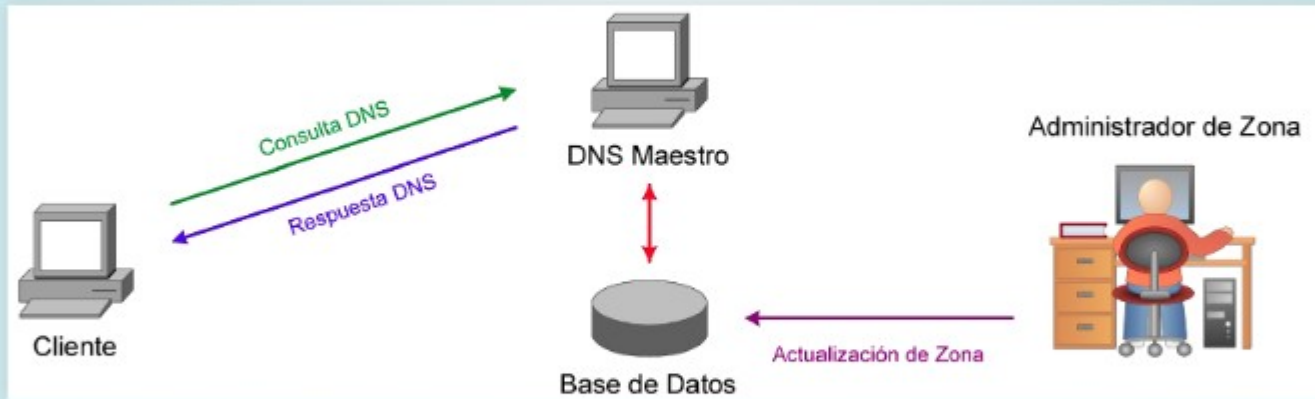 Consulta DNS
Respuesta DNS
DNS Maestro
Administrador de Zona
Cliente
Actualización de Zona
Base de Datos